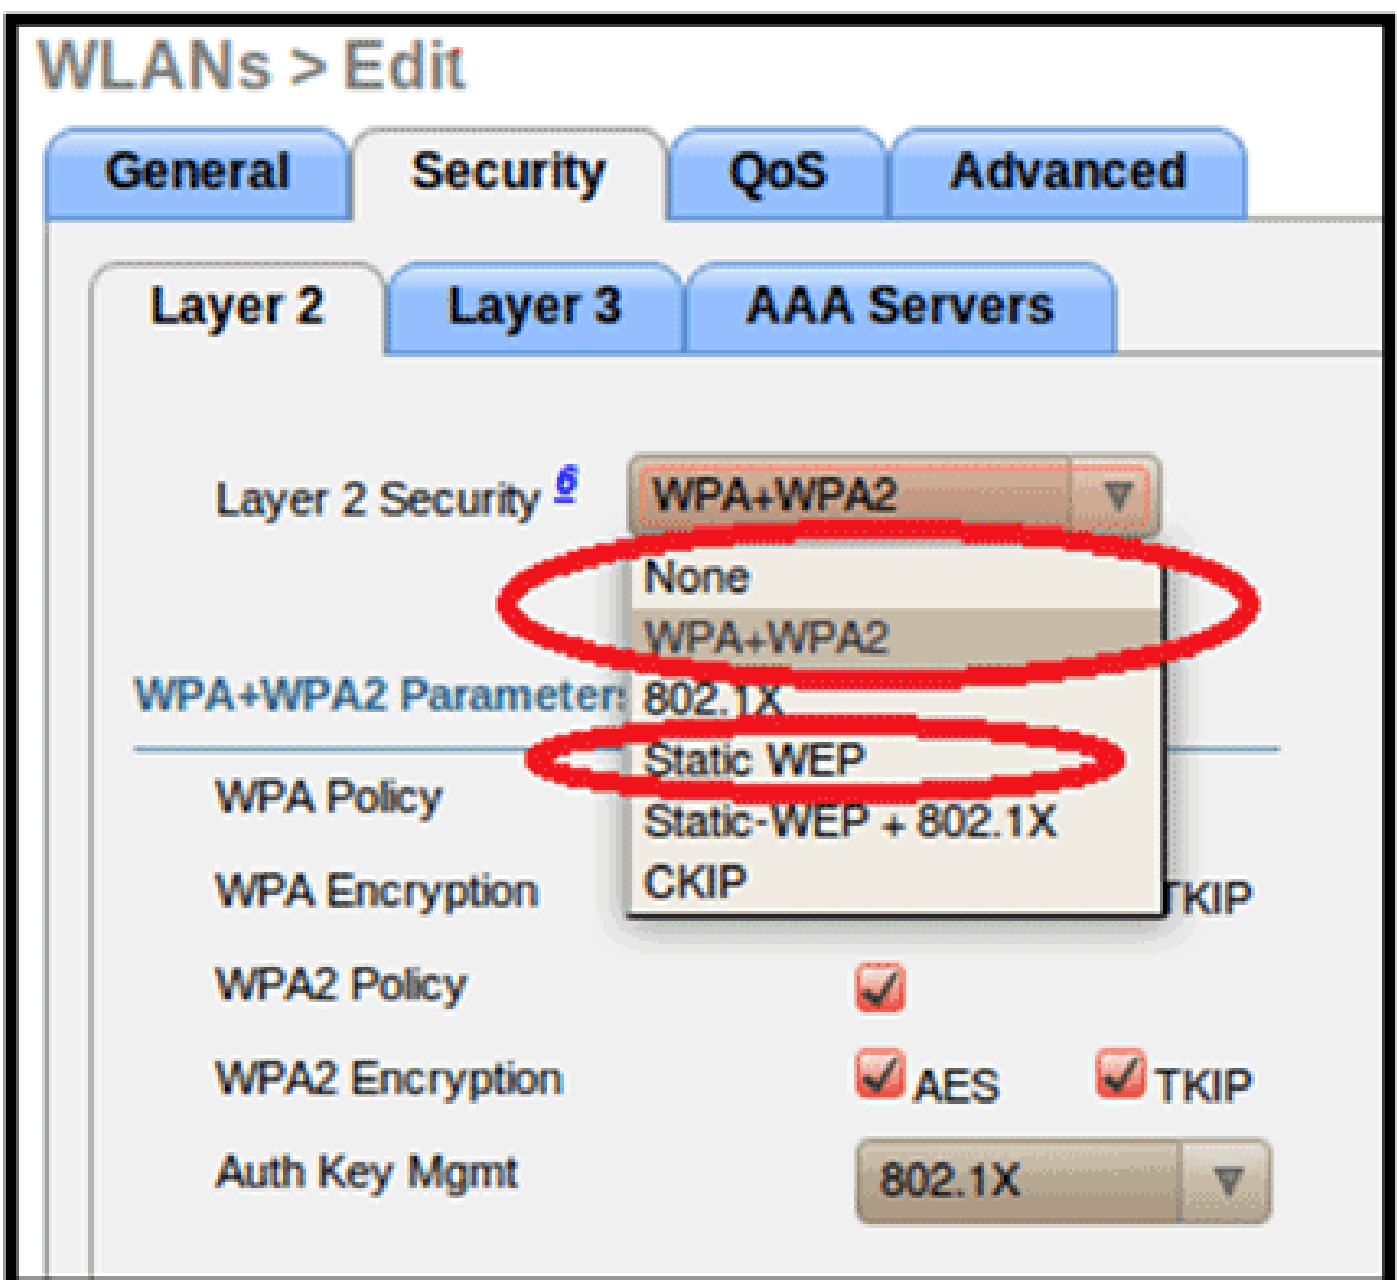 WLANs > Edit
General Security QoS Advanced
Layer 2 Layer 3 AAA Servers
Layer 2 Security 6 WPA+WPA2
None
WPA+WPA2
WPA+WPA2 Parameters 802.1X
Static WEP
WPA Policy
Static-WEP + 802.1X
WPA Encryption CKIP TKIP
WPA2 Policy
WPA2 Encryption AES TKIP
Auth Key Mgmt 802.1X